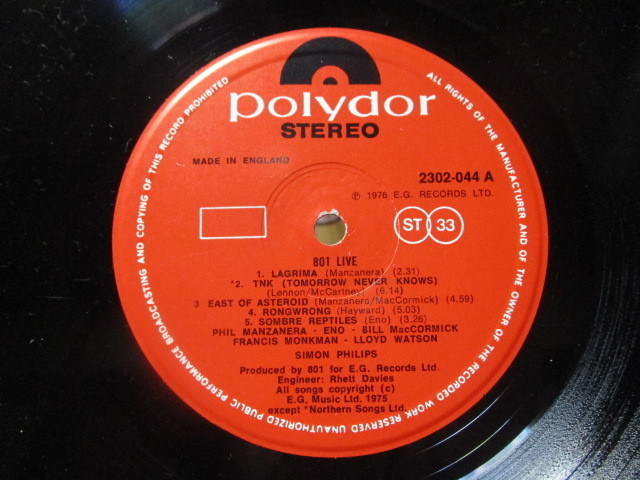 polydor
STEREO
MADE IN ENGLAND
2302-044 A
℗ 1976 E.G. RECORDS LTD.
ST 33
801 LIVE
1. LAGRIMA (Manzanera) (2.31)
*2. TNK (TOMORROW NEVER KNOWS)
(Lennon/McCartney) (6.14)
3 EAST OF ASTEROID (Manzanera/MacCormick) (4.59)
4. RONGWRONG (Hayward) (5.03)
5. SOMBRE REPTILES (Eno) (3.26)
PHIL MANZANERA - ENO - BILL MacCORMICK
FRANCIS MONKMAN - LLOYD WATSON
SIMON PHILIPS
Produced by 801 for E.G. Records Ltd.
Engineer: Rhett Davies
All songs copyright (c)
E.G. Music Ltd. 1975
except *Northern Songs Ltd.
ALL RIGHTS OF THE MANUFACTURER AND OF THE OWNER OF THE RECORDED WORK RESERVED UNAUTHORIZED PUBLIC PERFORMANCE BROADCASTING AND COPYING OF THIS RECORD PROHIBITED